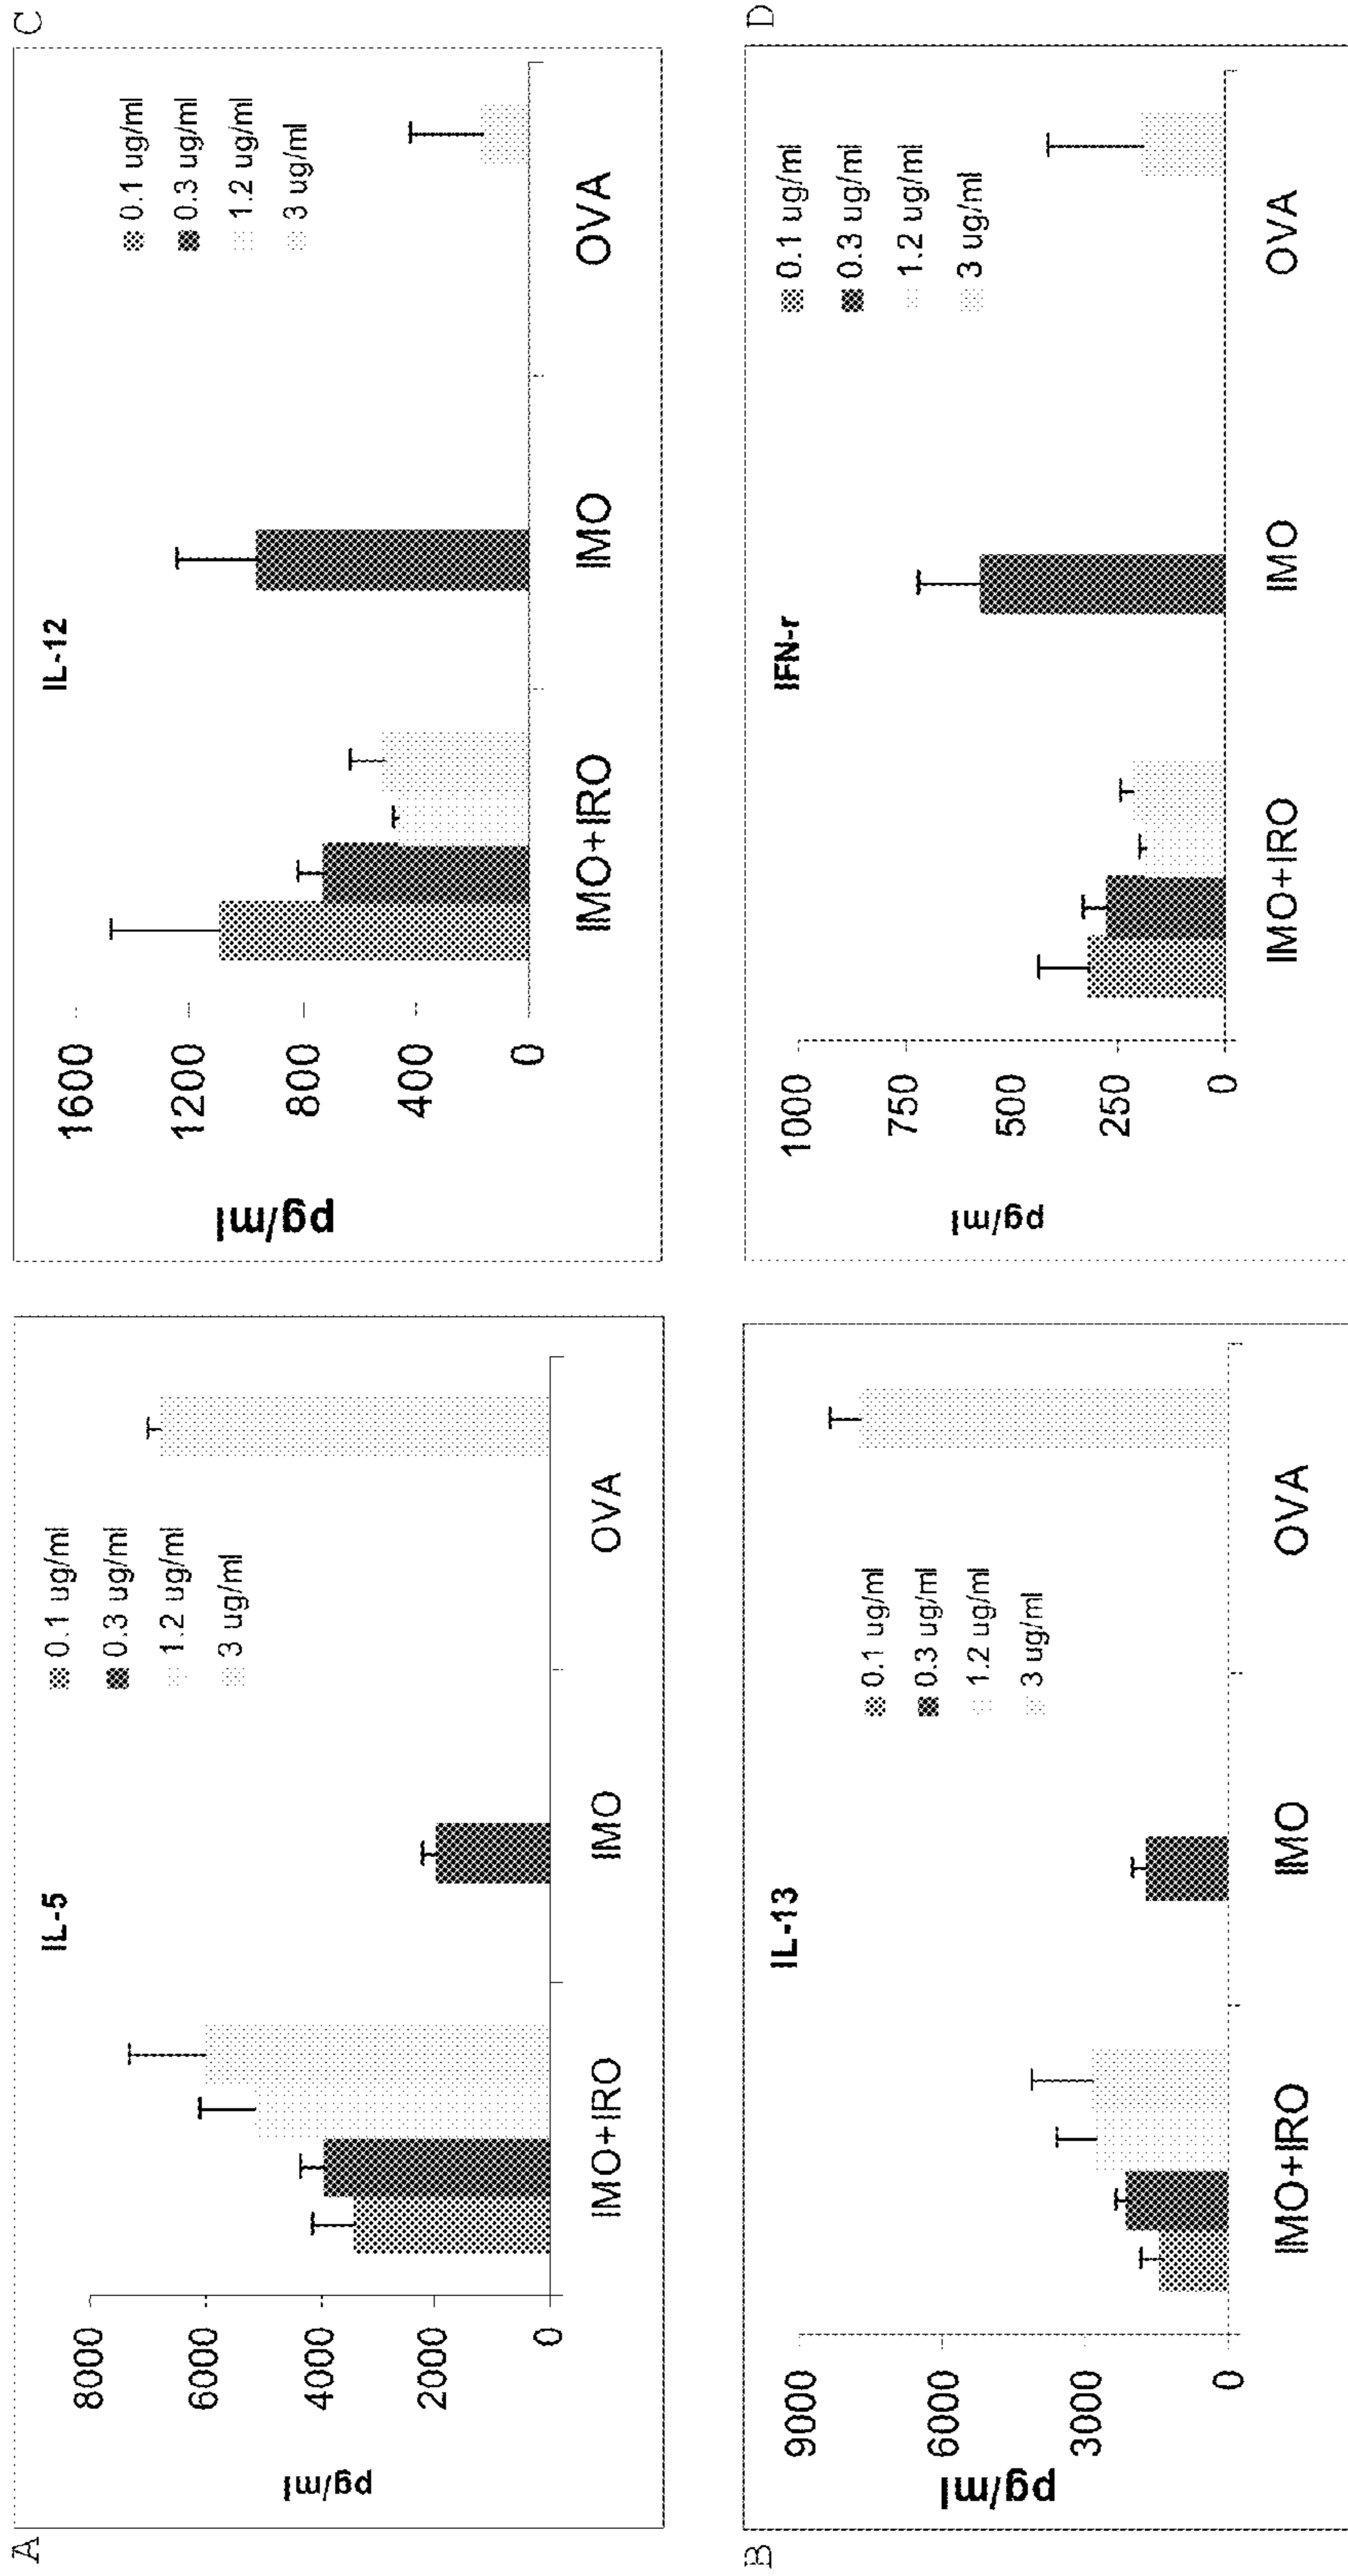 A
IL-5
8000
6000
4000
2000
0
pg/ml
0.1 ug/ml
0.3 ug/ml
1.2 ug/ml
3 ug/ml
IMO+IRO IMO OVA
C
IL-12
1600
1200
800
400
0
pg/ml
0.1 ug/ml
0.3 ug/ml
1.2 ug/ml
3 ug/ml
IMO+IRO IMO OVA
B
IL-13
9000
6000
3000
0
pg/ml
0.1 ug/ml
0.3 ug/ml
1.2 ug/ml
3 ug/ml
IMO+IRO IMO OVA
D
IFN-r
1000
750
500
250
0
pg/ml
0.1 ug/ml
0.3 ug/ml
1.2 ug/ml
3 ug/ml
IMO+IRO IMO OVA